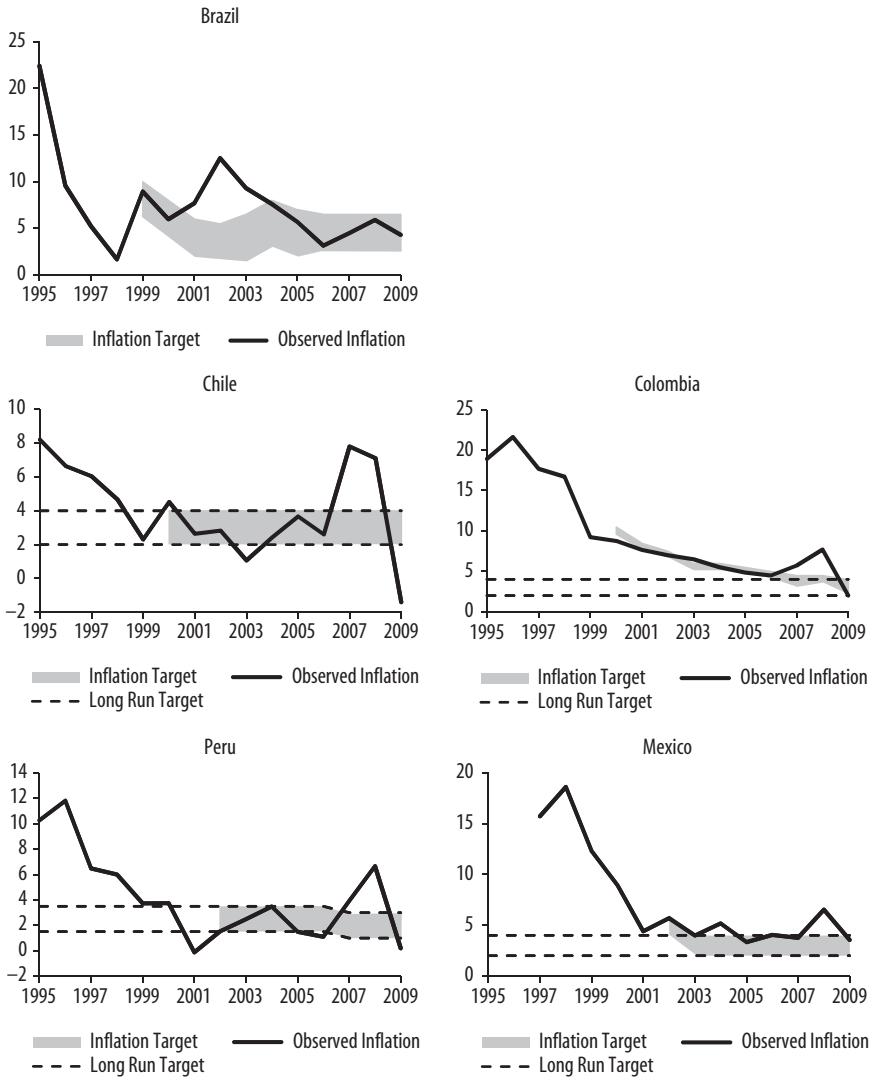 Brazil
25
20
15
10
5
0
1995 1997 1999 2001 2003 2005 2007 2009
Inflation Target Observed Inflation
Chile
10
8
6
4
2
0
−2
1995 1997 1999 2001 2003 2005 2007 2009
Inflation Target Observed Inflation
Long Run Target
Colombia
25
20
15
10
5
0
1995 1997 1999 2001 2003 2005 2007 2009
Inflation Target Observed Inflation
Long Run Target
Peru
14
12
10
8
6
4
2
0
−2
1995 1997 1999 2001 2003 2005 2007 2009
Inflation Target Observed Inflation
Long Run Target
Mexico
20
15
10
5
0
1995 1997 1999 2001 2003 2005 2007 2009
Inflation Target Observed Inflation
Long Run Target